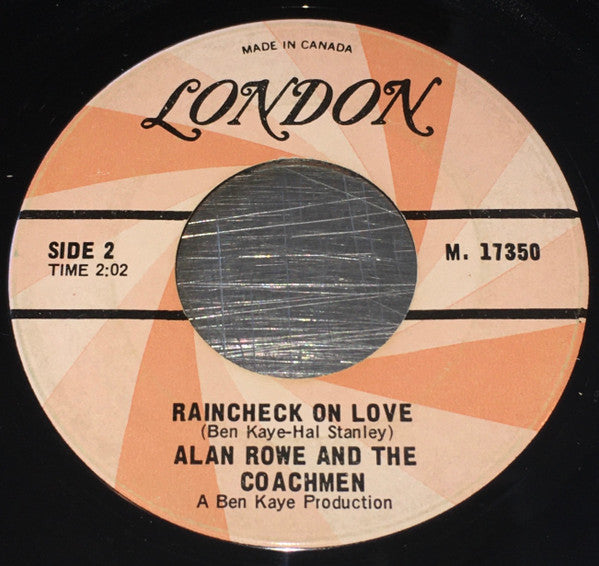 MADE IN CANADA
LONDON
SIDE 2
TIME 2:02
M. 17350
RAINCHECK ON LOVE
(Ben Kaye-Hal Stanley)
ALAN ROWE AND THE
COACHMEN
A Ben Kaye Production